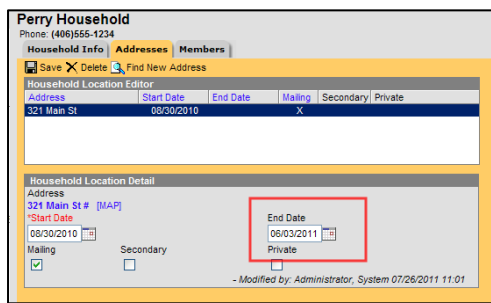 Perry Household
Phone: (406)555-1234
Household Info Addresses Members
Save Delete Find New Address
Household Location Editor
Address Start Date End Date Mailing Secondary Private
321 Main St 08/30/2010 X
Household Location Detail
Address
321 Main St # [MAP]
*Start Date End Date
08/30/2010 06/03/2011
Mailing Secondary Private
- Modified by: Administrator, System 07/26/2011 11:01